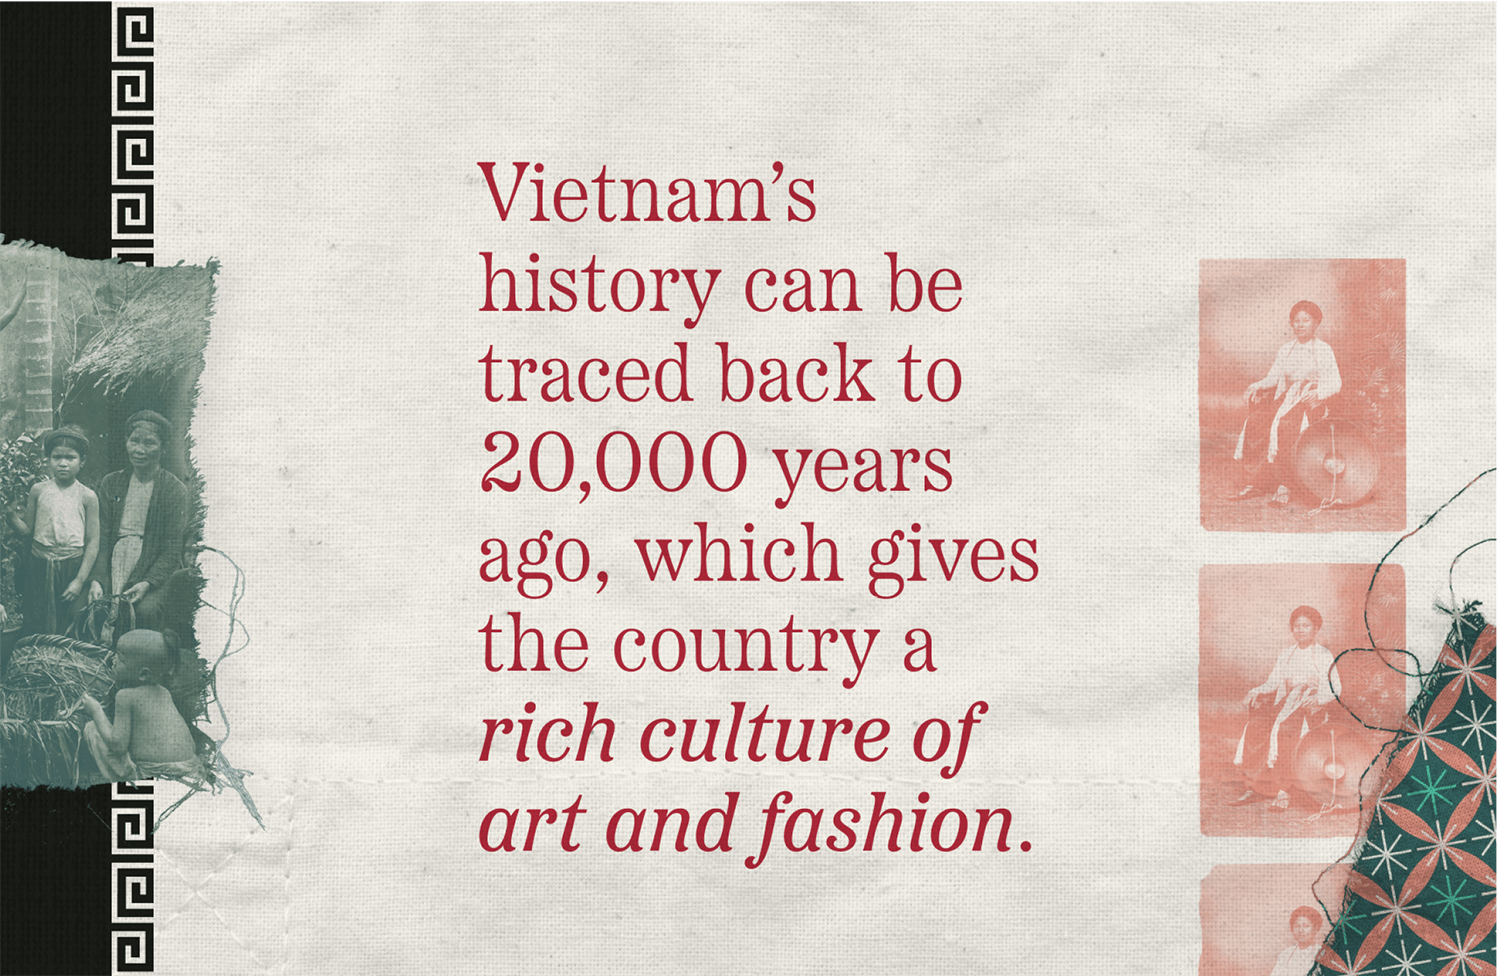 Vietnam’s
history can be
traced back to
20,000 years
ago, which gives
the country a
rich culture of
art and fashion.